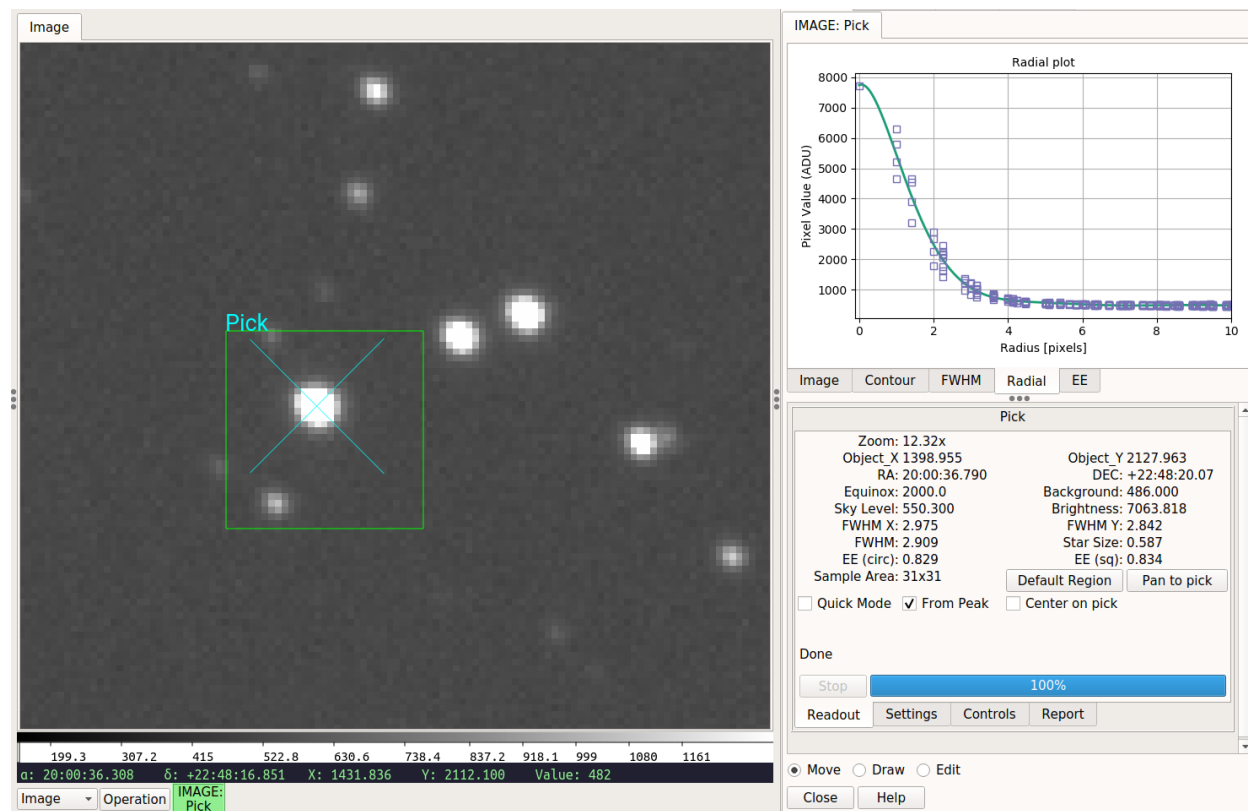 Image
Pick
199.3 307.2 415 522.8 630.6 738.4 837.2 918.1 999 1080 1161
α: 20:00:36.308 δ: +22:48:16.851 X: 1431.836 Y: 2112.100 Value: 482
Image Operation IMAGE: Pick
IMAGE: Pick
Radial plot
8000
7000
6000
5000
4000
3000
2000
1000
Pixel Value (ADU)
0 2 4 6 8 10
Radius [pixels]
Image Contour FWHM Radial EE
Pick
Zoom: 12.32x
Object_X 1398.955 Object_Y 2127.963
RA: 20:00:36.790 DEC: +22:48:20.07
Equinox: 2000.0 Background: 486.000
Sky Level: 550.300 Brightness: 7063.818
FWHM X: 2.975 FWHM Y: 2.842
FWHM: 2.909 Star Size: 0.587
EE (circ): 0.829 EE (sq): 0.834
Sample Area: 31x31 Default Region Pan to pick
Quick Mode From Peak Center on pick
Done
Stop 100%
Readout Settings Controls Report
Move Draw Edit
Close Help